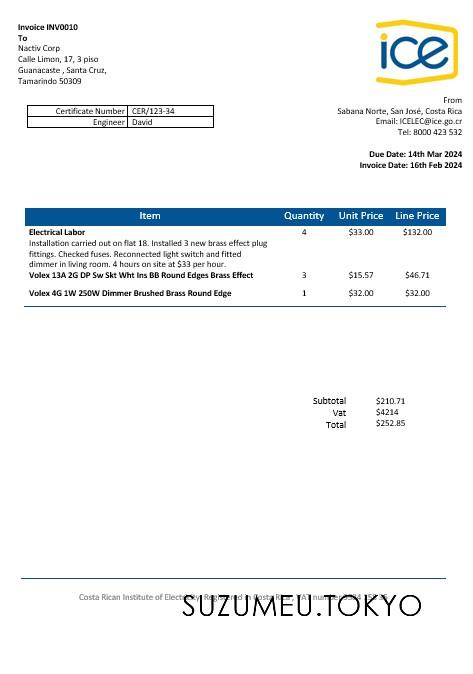 Invoice INV0010
To
Nactiv Corp
Calle Limon, 17, 3 piso
Guanacaste , Santa Cruz,
Tamarindo 50309
ice
Certificate Number CER/123-34
Engineer David
From
Sabana Norte, San José, Costa Rica
Email: ICELEC@ice.go.cr
Tel: 8000 423 532
Due Date: 14th Mar 2024
Invoice Date: 16th Feb 2024
Item Quantity Unit Price Line Price
Electrical Labor 4 $33.00 $132.00
Installation carried out on flat 18. Installed 3 new brass effect plug
fittings. Checked fuses. Reconnected light switch and fitted
dimmer in living room. 4 hours on site at $33 per hour.
Volex 13A 2G DP Sw Skt Wht Ins BB Round Edges Brass Effect 3 $15.57 $46.71
Volex 4G 1W 250W Dimmer Brushed Brass Round Edge 1 $32.00 $32.00
Subtotal $210.71
Vat $4214
Total $252.85
Costa Rican Institute of Electricity. Registered in Costa Rica, VAT number
SUZUMEU.TOKYO